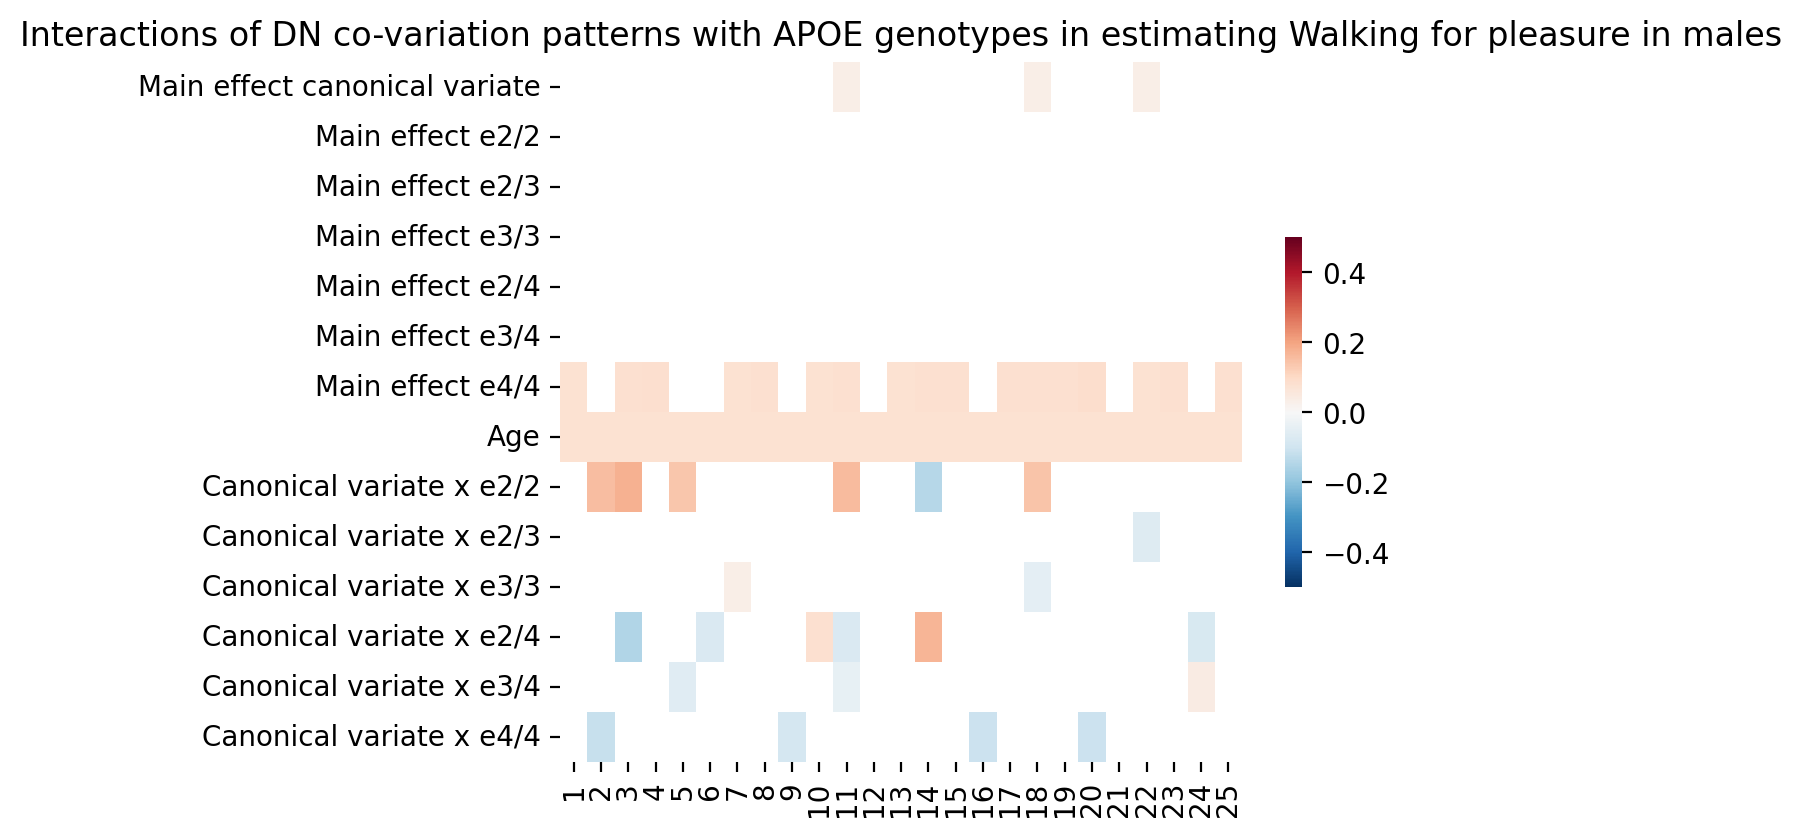 Interactions of DN co-variation patterns with APOE genotypes in estimating Walking for pleasure in males
Main effect canonical variate
Main effect e2/2
Main effect e2/3
Main effect e3/3
Main effect e2/4
Main effect e3/4
Main effect e4/4
Age
Canonical variate x e2/2
Canonical variate x e2/3
Canonical variate x e3/3
Canonical variate x e2/4
Canonical variate x e3/4
Canonical variate x e4/4
1 2 3 4 5 6 7 8 9 10 11 12 13 14 15 16 17 18 19 20 21 22 23 24 25
0.4
0.2
0.0
−0.2
−0.4